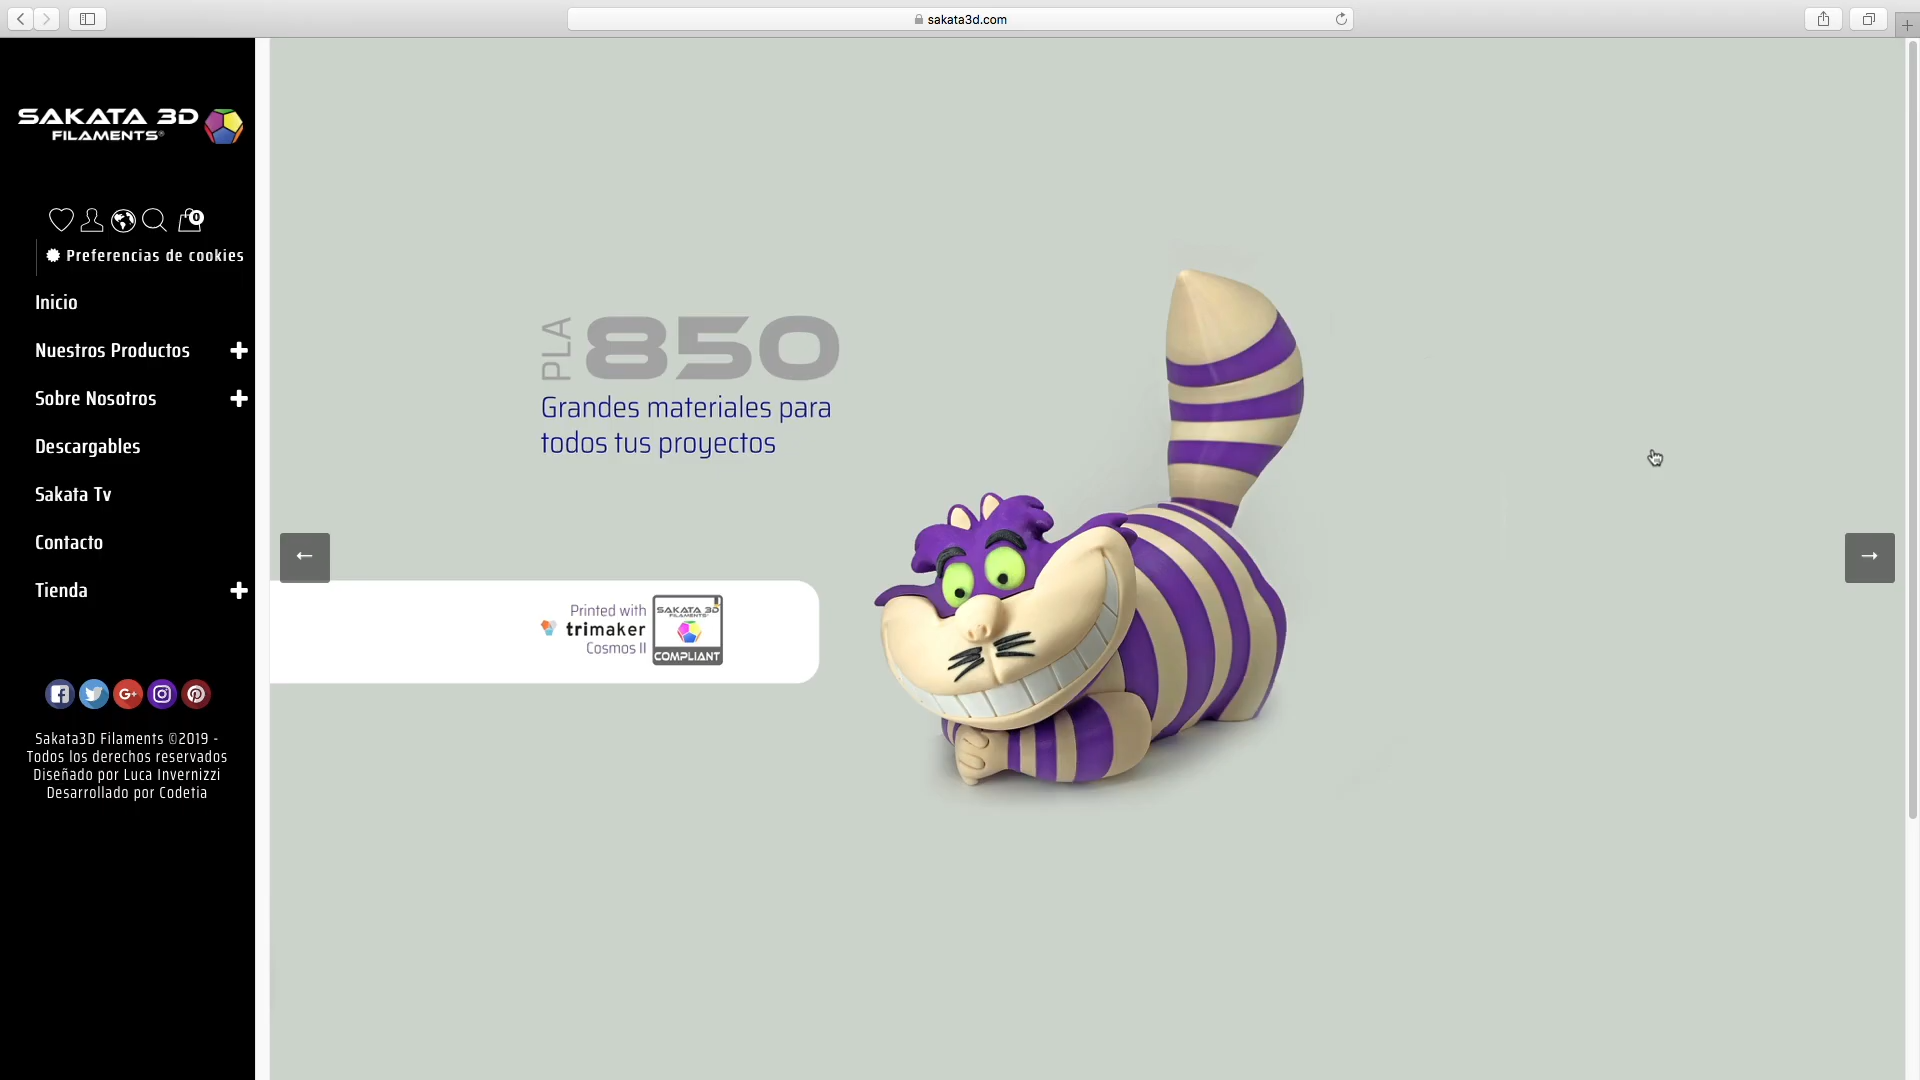 sakata3d.com
SAKATA 3D
FILAMENTS®
0
Preferencias de cookies
Inicio
Nuestros Productos
Sobre Nosotros
Descargables
Sakata Tv
Contacto
Tienda
Sakata3D Filaments ©2019 -
Todos los derechos reservados
Diseñado por Luca Invernizzi
Desarrollado por Codetia
PLA 850
Grandes materiales para
todos tus proyectos
Printed with
trimaker
Cosmos II
SAKATA 3D
FILAMENTS®
COMPLIANT